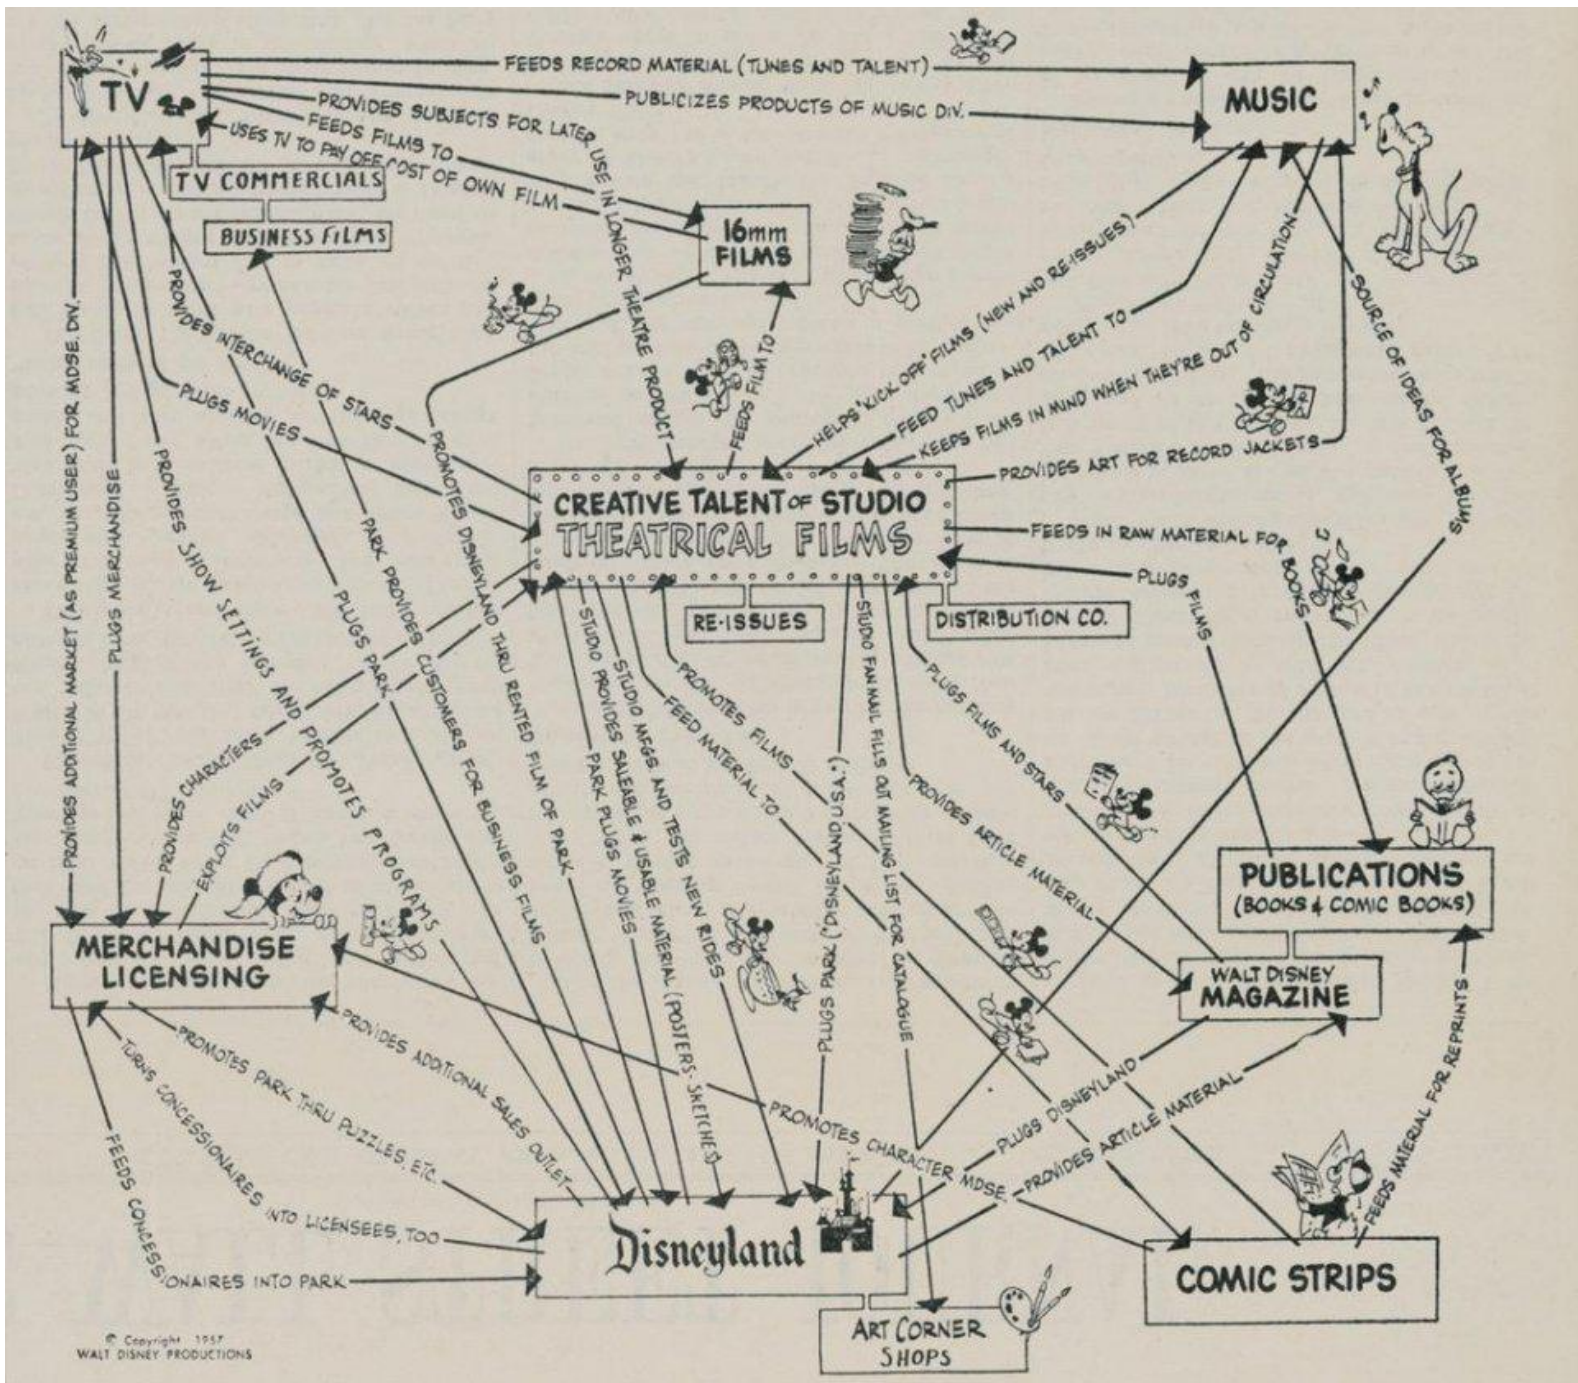 TV
TV COMMERCIALS
BUSINESS FILMS
FEEDS RECORD MATERIAL (TUNES AND TALENT)
PUBLICIZES PRODUCTS OF MUSIC DIV.
PROVIDES SUBJECTS FOR LATER USE IN LONGER THEATRE PRODUCT
FEEDS FILMS TO
USES TV TO PAY OFF COST OF OWN FILM
MUSIC
16mm
FILMS
PROVIDES INTERCHANGE OF STARS
PLUGS MOVIES
FEEDS FILM TO
HELPS "KICK OFF" FILMS (NEW AND RE-ISSUES)
FEED TUNES AND TALENT TO
KEEPS FILMS IN MIND WHEN THEY'RE OUT OF CIRCULATION
PROVIDES ART FOR RECORD JACKETS
SOURCE OF IDEAS FOR ALBUMS
PROVIDES ADDITIONAL MARKET (AS PREMIUM USER) FOR MDSE. DIV.
PLUGS MERCHANDISE
PROVIDES SHOW SETTINGS AND PROMOTES PROGRAMS
PLUGS PARK
PARK PROVIDES CUSTOMERS FOR BUSINESS FILMS
PROMOTES DISNEYLAND THRU RENTED FILM OF PARK
CREATIVE TALENT OF STUDIO
THEATRICAL FILMS
RE-ISSUES
DISTRIBUTION CO.
FEEDS IN RAW MATERIAL FOR BOOKS
PLUGS FILMS
PROVIDES CHARACTERS
EXPLOITS FILMS
PARK PLUGS MOVIES
STUDIO PROVIDES SALEABLE & USABLE MATERIAL (POSTERS- SKETCHES)
STUDIO MFGS. AND TESTS NEW RIDES
FEED MATERIAL TO
PROMOTES FILMS
PLUGS PARK ("DISNEYLAND U.S.A.")
STUDIO FAN MAIL FILLS OUT MAILING LIST FOR CATALOGUE
PROVIDES ARTICLE MATERIAL
PLUGS FILMS AND STARS
PUBLICATIONS
(BOOKS & COMIC BOOKS)
WALT DISNEY
MAGAZINE
MERCHANDISE
LICENSING
PROVIDES ADDITIONAL SALES OUTLET
PROMOTES PARK THRU PUZZLES, ETC.
TURNS CONCESSIONAIRES INTO LICENSEES, TOO
FEEDS CONCESSIONAIRES INTO PARK
PROMOTES CHARACTER MDSE.
PLUGS DISNEYLAND
PROVIDES ARTICLE MATERIAL
FEEDS MATERIAL FOR REPRINTS
Disneyland
ART CORNER
SHOPS
COMIC STRIPS
© Copyright 1957
WALT DISNEY PRODUCTIONS